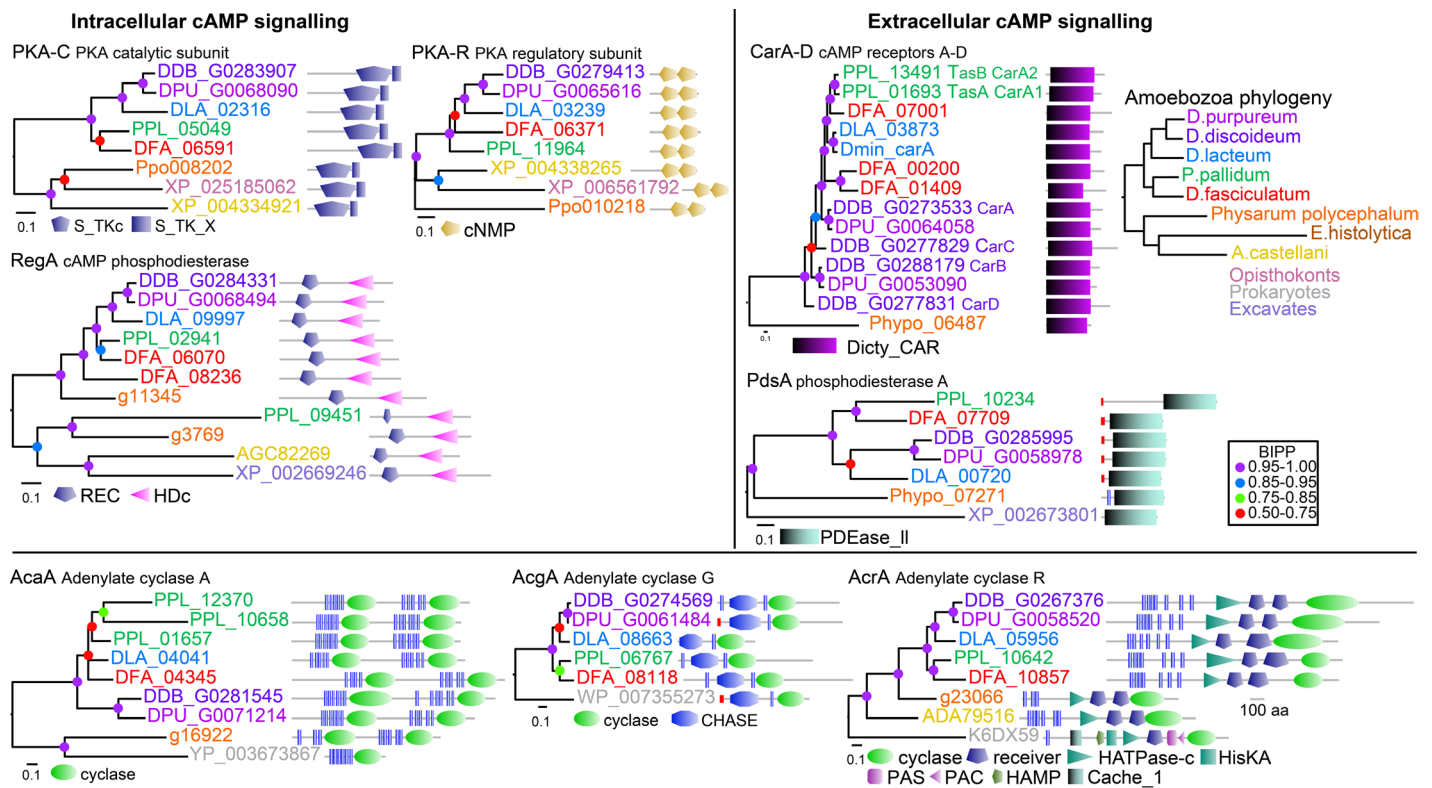 Intracellular cAMP signalling
PKA-C PKA catalytic subunit
DDB_G0283907
DPU_G0068090
DLA_02316
PPL_05049
DFA_06591
Ppo008202
XP_025185062
XP_004334921
0.1
S_TKc
S_TK_X
PKA-R PKA regulatory subunit
DDB_G0279413
DPU_G0065616
DLA_03239
DFA_06371
PPL_11964
XP_004338265
XP_006561792
Ppo010218
0.1
cNMP
RegA cAMP phosphodiesterase
DDB_G0284331
DPU_G0068494
DLA_09997
PPL_02941
DFA_06070
DFA_08236
g11345
PPL_09451
g3769
AGC82269
XP_002669246
0.1
REC
HDc
Extracellular cAMP signalling
CarA-D cAMP receptors A-D
PPL_13491 TasB CarA2
PPL_01693 TasA CarA1
DFA_07001
DLA_03873
Dmin_carA
DFA_00200
DFA_01409
DDB_G0273533 CarA
DPU_G0064058
DDB_G0277829 CarC
DDB_G0288179 CarB
DPU_G0053090
DDB_G0277831 CarD
Phypo_06487
0.1
Dicty_CAR
Amoebozoa phylogeny
D.purpureum
D.discoideum
D.lacteum
P.pallidum
D.fasciculatum
Physarum polycephalum
E.histolytica
A.castellani
Opisthokonts
Prokaryotes
Excavates
PdsA phosphodiesterase A
PPL_10234
DFA_07709
DDB_G0285995
DPU_G0058978
DLA_00720
Phypo_07271
XP_002673801
0.1
PDEase_II
BIPP
0.95-1.00
0.85-0.95
0.75-0.85
0.50-0.75
AcaA Adenylate cyclase A
PPL_12370
PPL_10658
PPL_01657
DLA_04041
DFA_04345
DDB_G0281545
DPU_G0071214
g16922
YP_003673867
0.1
cyclase
AcgA Adenylate cyclase G
DDB_G0274569
DPU_G0061484
DLA_08663
PPL_06767
DFA_08118
WP_007355273
0.1
cyclase
CHASE
AcrA Adenylate cyclase R
DDB_G0267376
DPU_G0058520
DLA_05956
PPL_10642
DFA_10857
g23066
ADA79516
K6DX59
100 aa
0.1
cyclase
receiver
HATPase-c
HisKA
PAS
PAC
HAMP
Cache_1